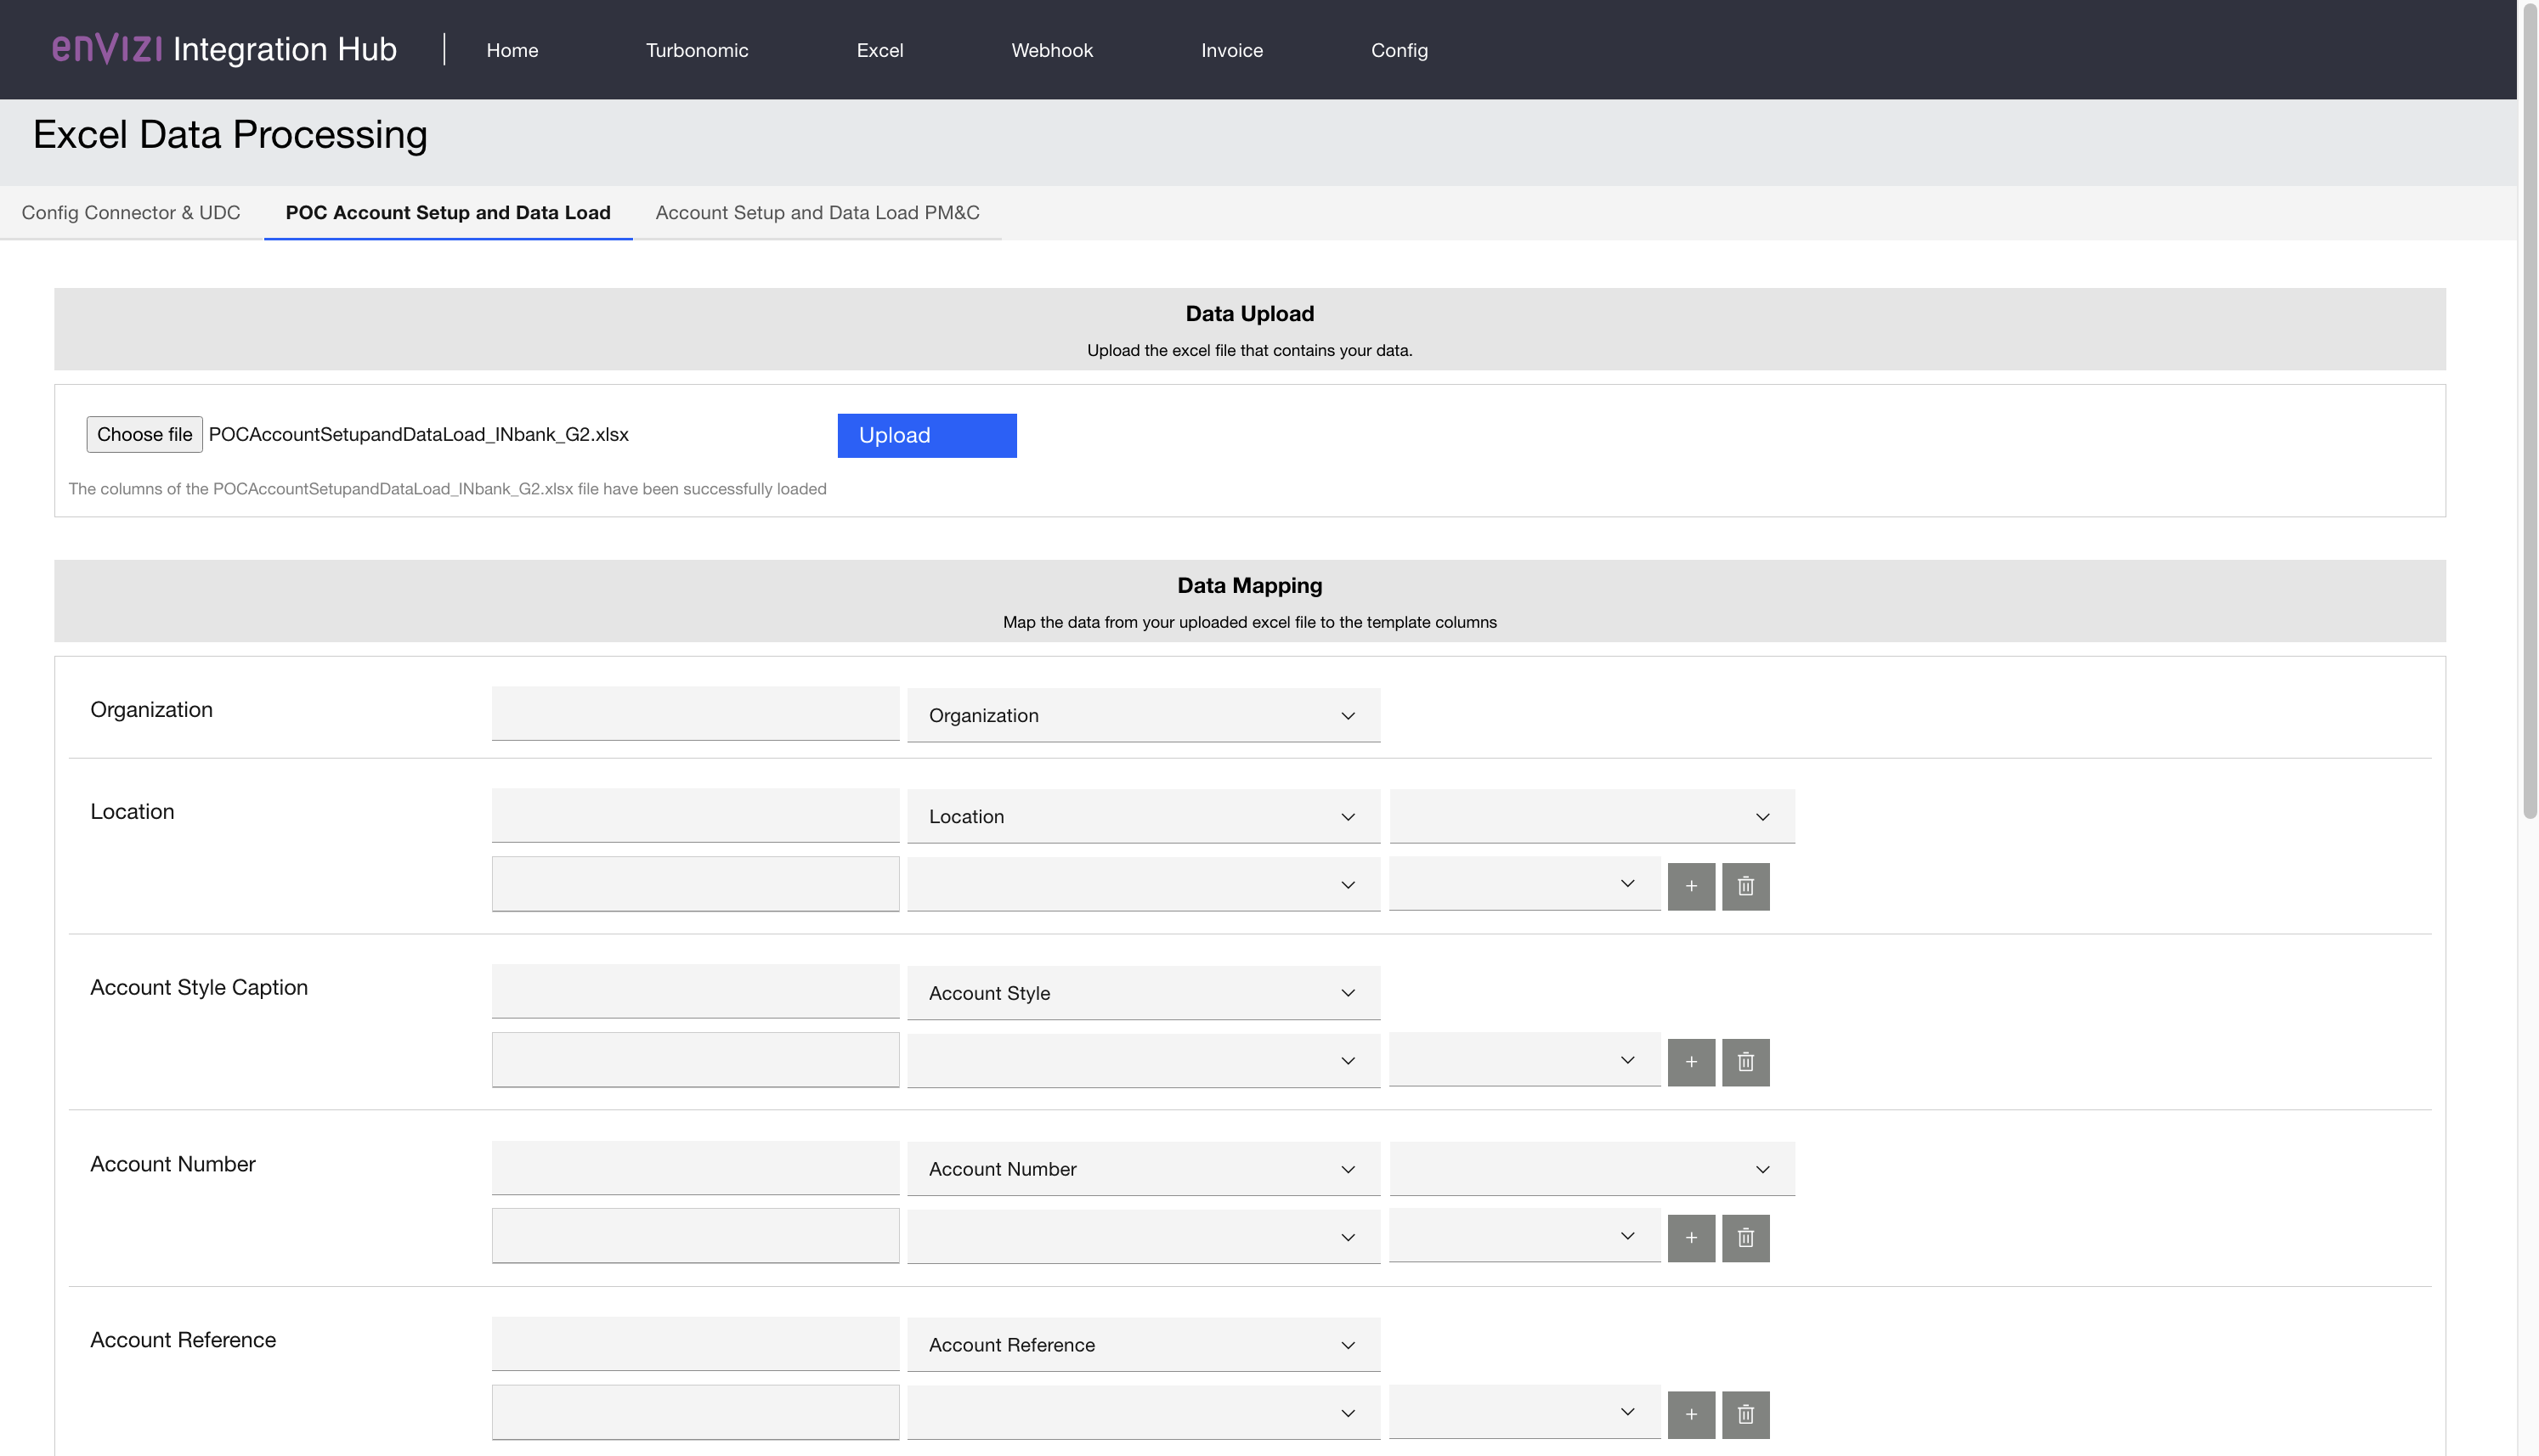 enVIZI Integration Hub Home Turbonomic Excel Webhook Invoice Config
Excel Data Processing
Config Connector & UDC POC Account Setup and Data Load Account Setup and Data Load PM&C
Data Upload
Upload the excel file that contains your data.
Choose file POCAccountSetupandDataLoad_INbank_G2.xlsx Upload
The columns of the POCAccountSetupandDataLoad_INbank_G2.xlsx file have been successfully loaded
Data Mapping
Map the data from your uploaded excel file to the template columns
Organization Organization
Location Location
+
Account Style Caption Account Style
+
Account Number Account Number
+
Account Reference Account Reference
+